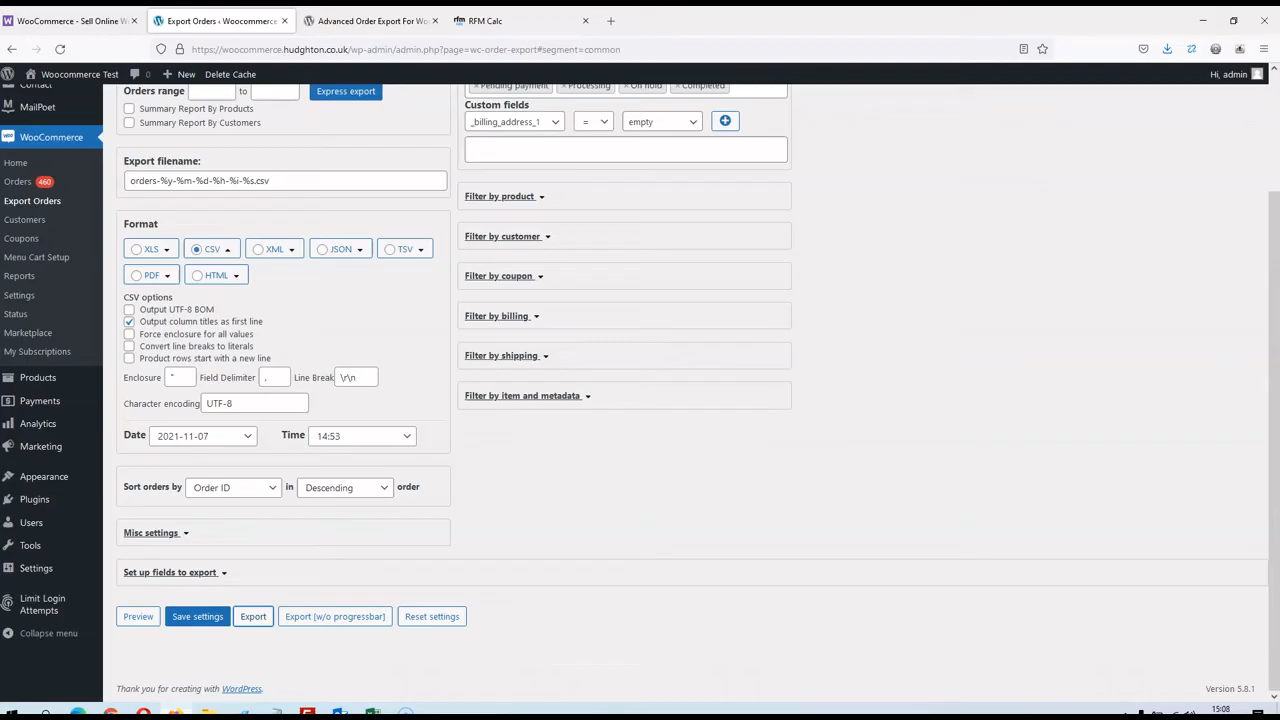 WooCommerce - Sell Online W
Export Orders ‹ Woocommerce
Advanced Order Export For Wo
RFM Calc
https://woocommerce.hudghton.co.uk/wp-admin/admin.php?page=wc-order-export#segment=common
Woocommerce Test
0
New
Delete Cache
Hi, admin
Contact
MailPoet
WooCommerce
Home
Orders 460
Export Orders
Customers
Coupons
Menu Cart Setup
Reports
Settings
Status
Marketplace
My Subscriptions
Products
Payments
Analytics
Marketing
Appearance
Plugins
Users
Tools
Settings
Limit Login
Attempts
Collapse menu
Orders range to Express export
Summary Report By Products
Summary Report By Customers
Export filename:
orders-%y-%m-%d-%h-%i-%s.csv
Format
XLS CSV XML JSON TSV
PDF HTML
CSV options
Output UTF-8 BOM
Output column titles as first line
Force enclosure for all values
Convert line breaks to literals
Product rows start with a new line
Enclosure " Field Delimiter , Line Break \r\n
Character encoding UTF-8
Date 2021-11-07 Time 14:53
Sort orders by Order ID in Descending order
Misc settings
Set up fields to export
Preview Save settings Export Export [w/o progressbar] Reset settings
× Pending payment × Processing × On hold × Completed
Custom fields
_billing_address_1 = empty
Filter by product
Filter by customer
Filter by coupon
Filter by billing
Filter by shipping
Filter by item and metadata
Thank you for creating with WordPress.
Version 5.8.1
15:08